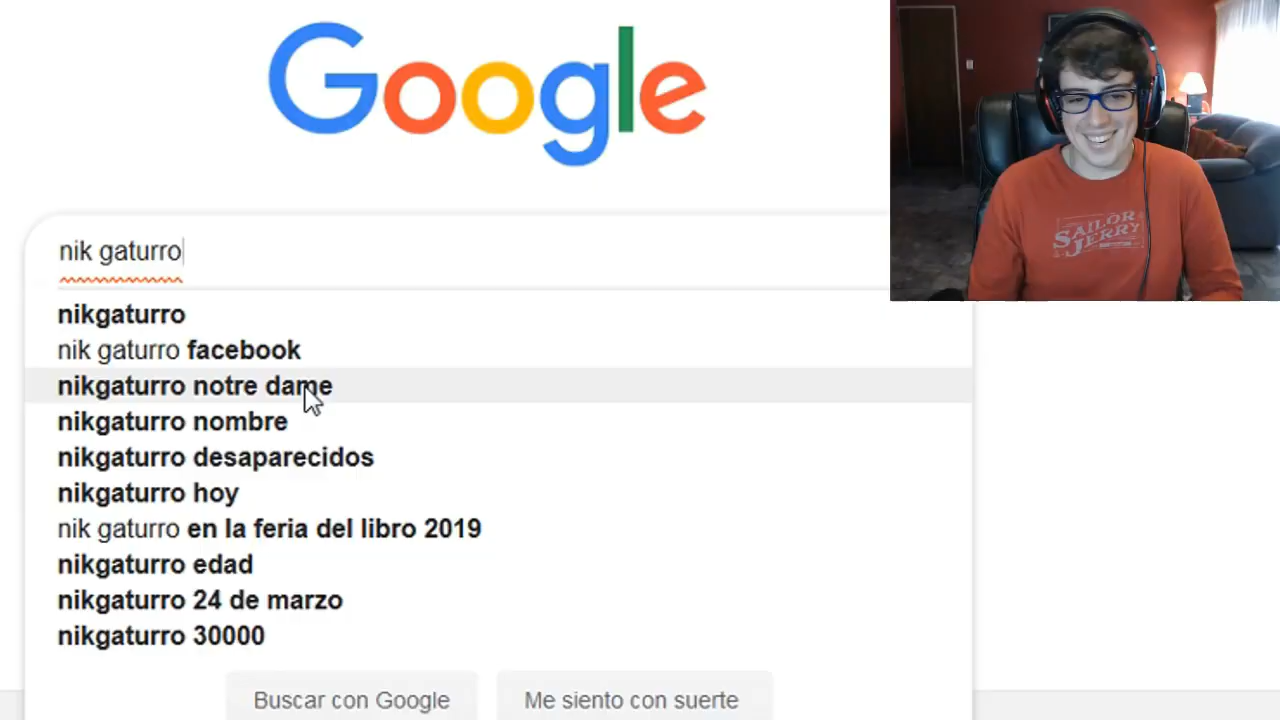 Google
nik gaturro
nikgaturro
nik gaturro facebook
nikgaturro notre dame
nikgaturro nombre
nikgaturro desaparecidos
nikgaturro hoy
nik gaturro en la feria del libro 2019
nikgaturro edad
nikgaturro 24 de marzo
nikgaturro 30000
Buscar con Google
Me siento con suerte
SAILOR
JERRY